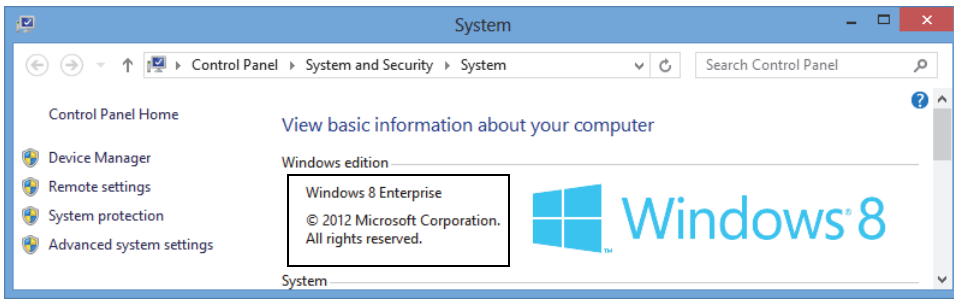 System
Control Panel ▸ System and Security ▸ System
Search Control Panel
Control Panel Home
Device Manager
Remote settings
System protection
Advanced system settings
View basic information about your computer
Windows edition
Windows 8 Enterprise
© 2012 Microsoft Corporation.
All rights reserved.
Windows® 8
™
System